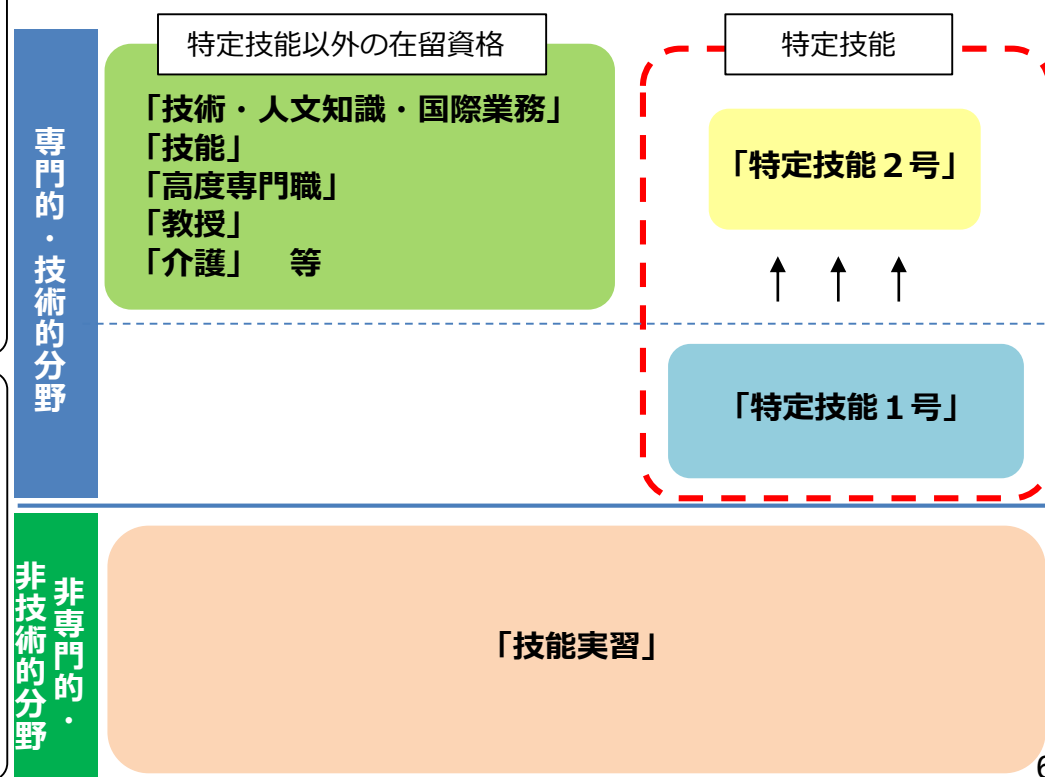 特定技能以外の在留資格
特定技能
専門的・技術的分野
「技術・人文知識・国際業務」
「技能」
「高度専門職」
「教授」
「介護」　等
「特定技能２号」
「特定技能１号」
非専門的・
非技術的分野
「技能実習」
6